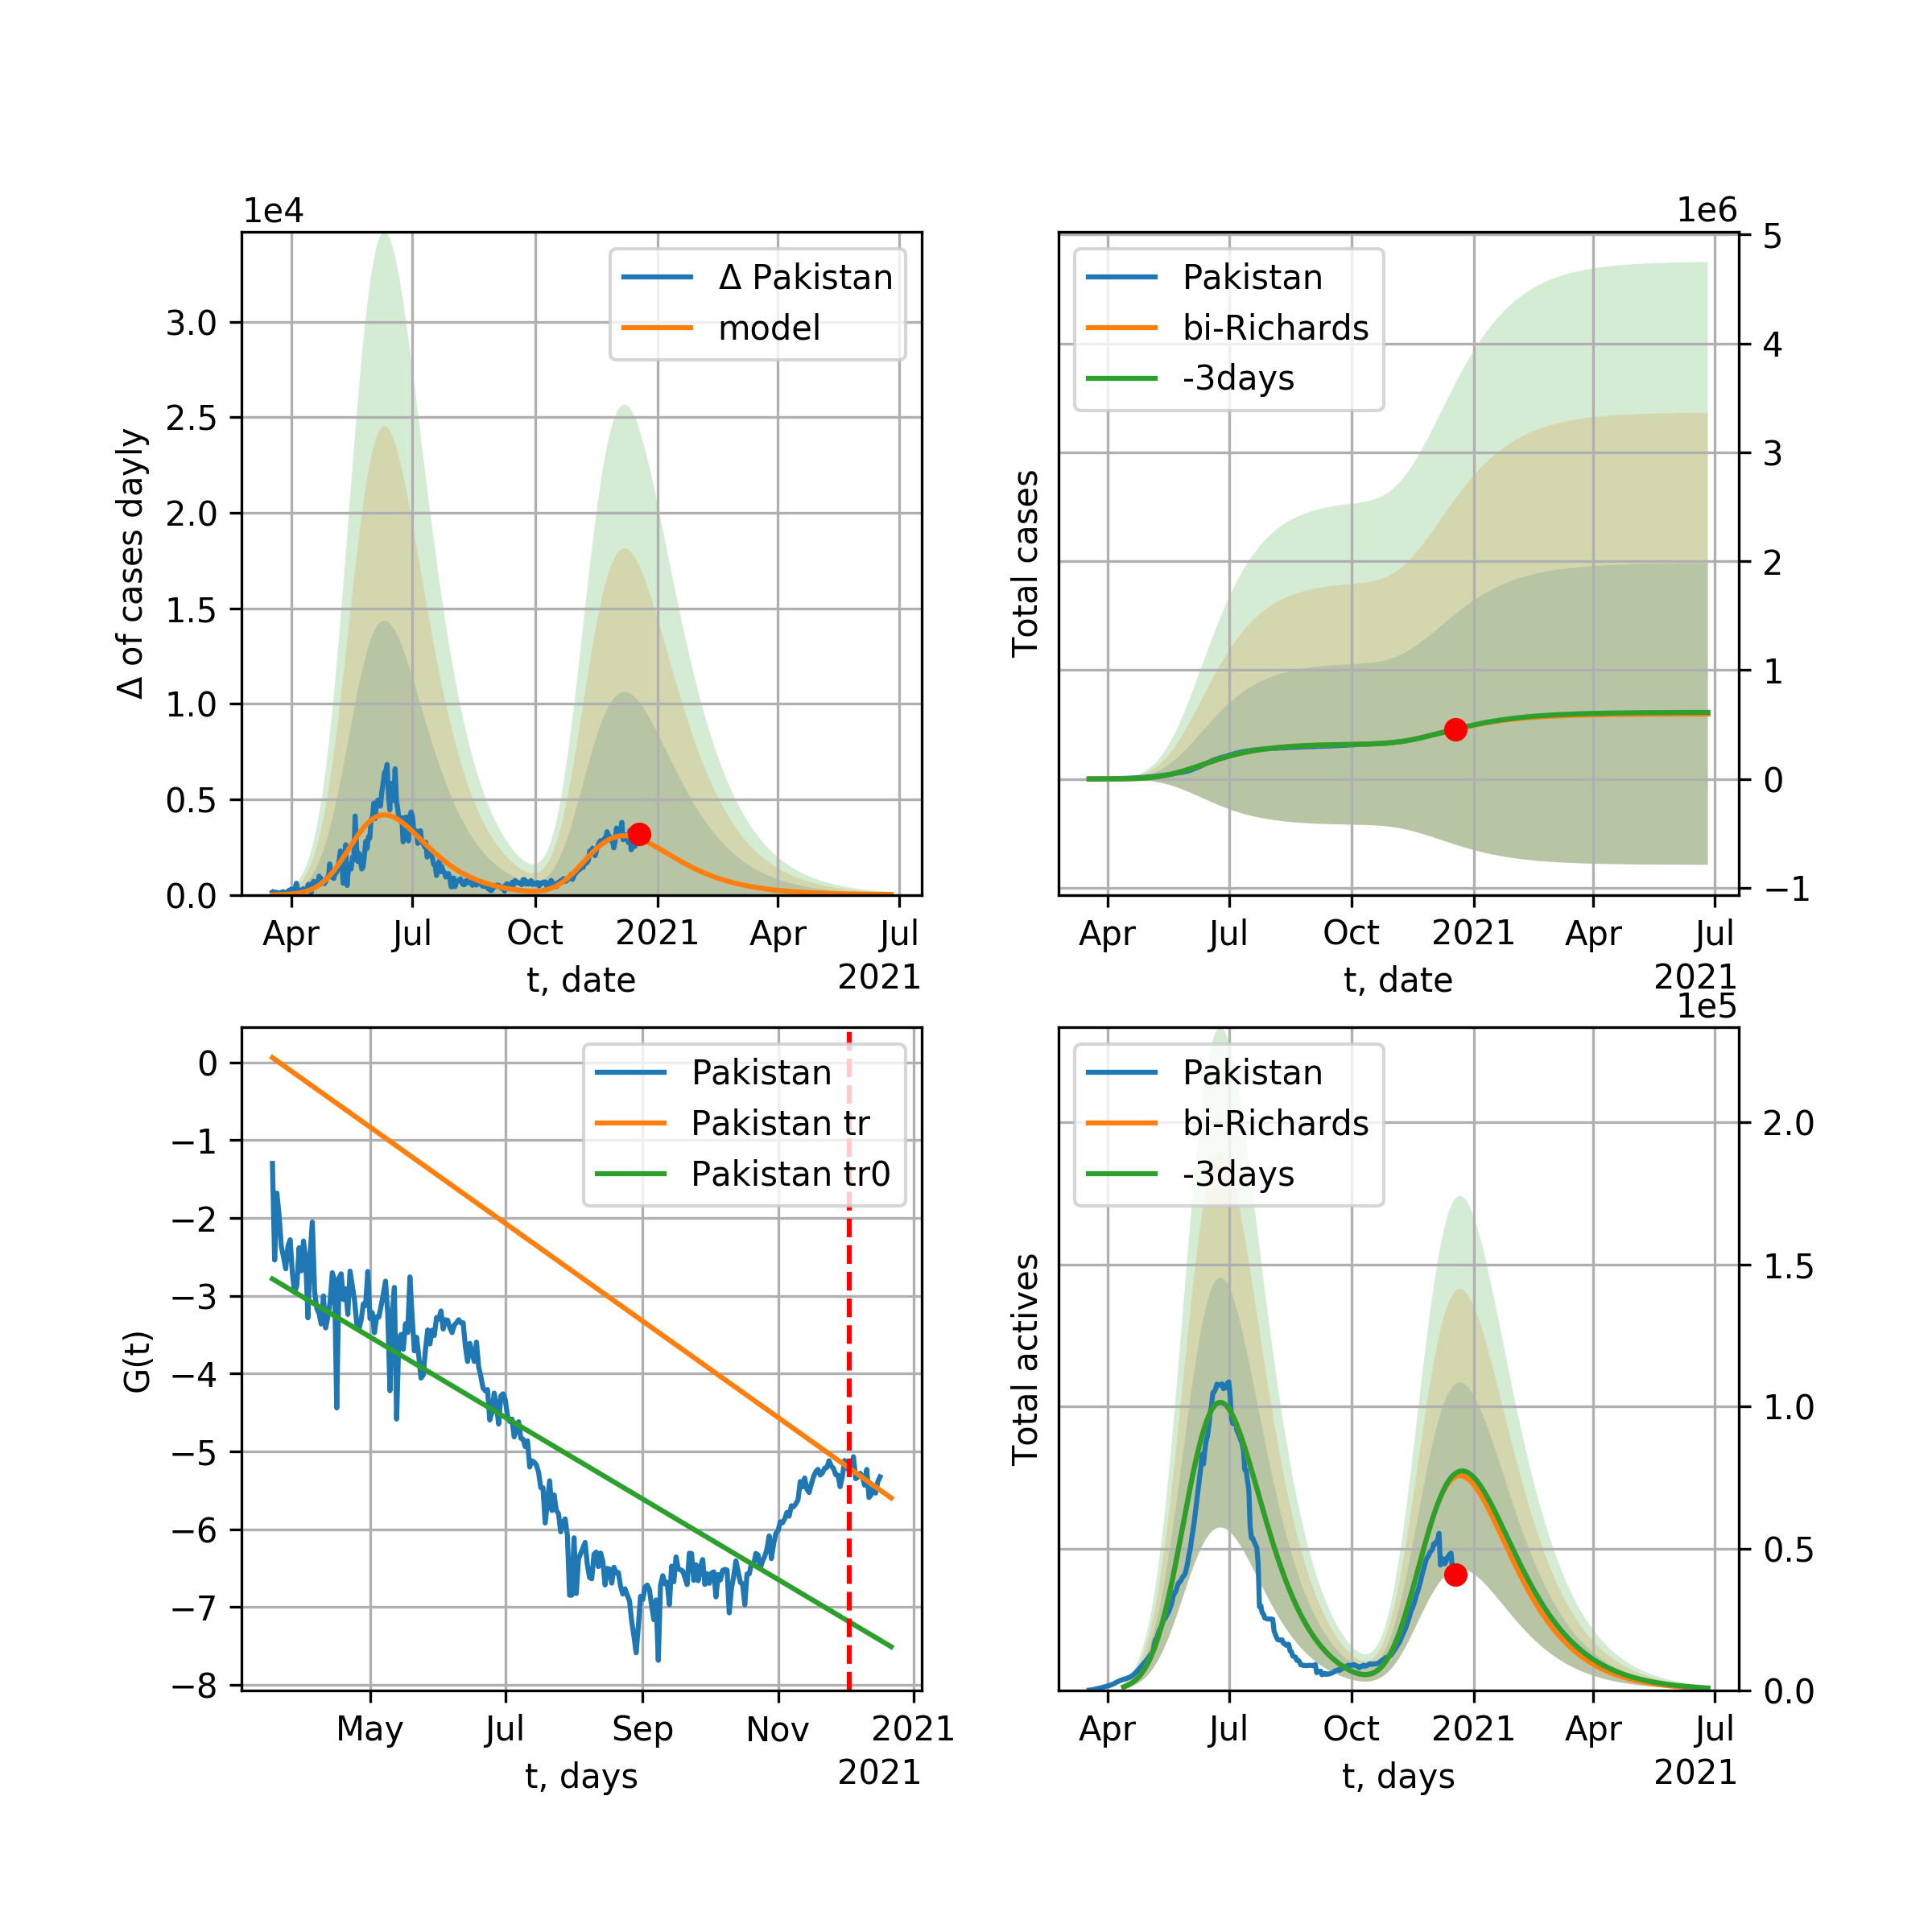 1e4
Δ Pakistan
model
3.0
2.5
2.0
1.5
1.0
0.5
0.0
Δ of cases dayly
Apr
Jul
Oct
2021
Apr
Jul
t, date
2021
1e6
Pakistan
bi-Richards
-3days
5
4
3
2
1
0
−1
Total cases
Apr
Jul
Oct
2021
Apr
Jul
t, date
2021
Pakistan
Pakistan tr
Pakistan tr0
0
−1
−2
−3
−4
−5
−6
−7
−8
G(t)
May
Jul
Sep
Nov
2021
t, days
2021
1e5
Pakistan
bi-Richards
-3days
2.0
1.5
1.0
0.5
0.0
Total actives
Apr
Jul
Oct
2021
Apr
Jul
t, days
2021